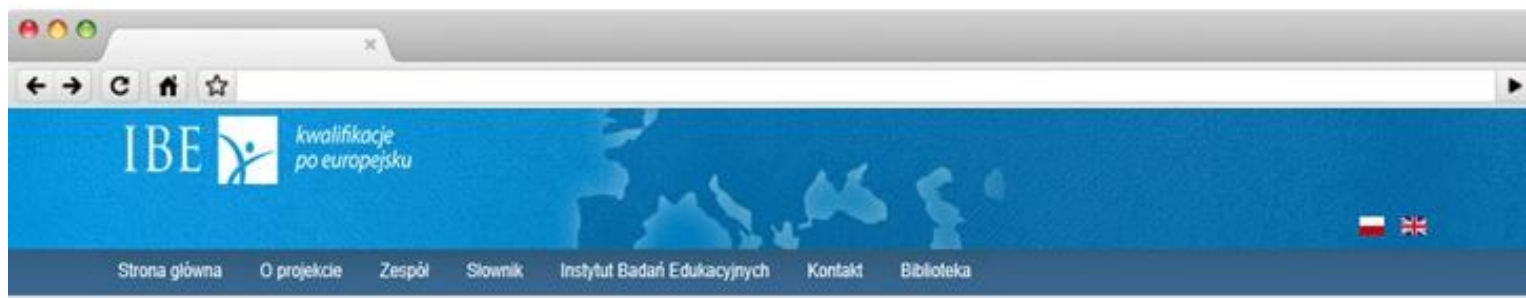 IBE
kwalifikacje
po europejsku
Strona główna O projekcie Zespół Słownik Instytut Badań Edukacyjnych Kontakt Biblioteka